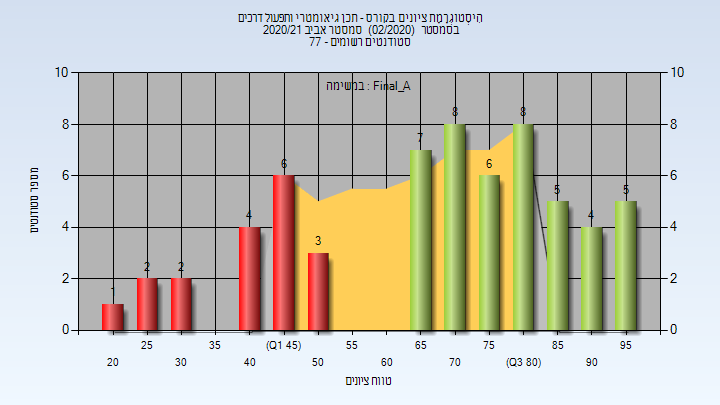 היסטוגרמת ציונים בקורס - תכן גיאומטרי ותפעול דרכים
בסמסטר (02/2020) סמסטר אביב 2020/21
סטודנטים רשומים - 77
במשימה : Final_A
מספר סטודנטים
10 10
8 8
6 6
4 4
2 2
0 0
1 2 2 4 6 3 7 8 6 8 5 4 5
25 35 (Q1 45) 55 65 75 85 95
20 30 40 50 60 70 (Q3 80) 90
טווח ציונים